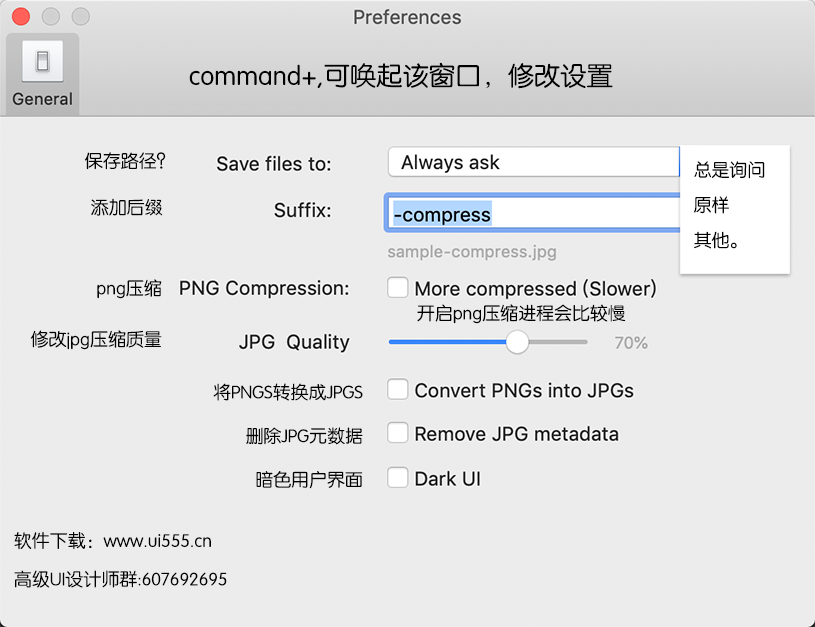 Preferences
General
command+,可唤起该窗口，修改设置
保存路径？ Save files to: Always ask
总是询问
原样
其他。
添加后缀 Suffix: -compress
sample-compress.jpg
png压缩 PNG Compression: More compressed (Slower)
开启png压缩进程会比较慢
修改jpg压缩质量 JPG Quality 70%
将PNGS转换成JPGS Convert PNGs into JPGs
删除JPG元数据 Remove JPG metadata
暗色用户界面 Dark UI
软件下载：www.ui555.cn
高级UI设计师群:607692695